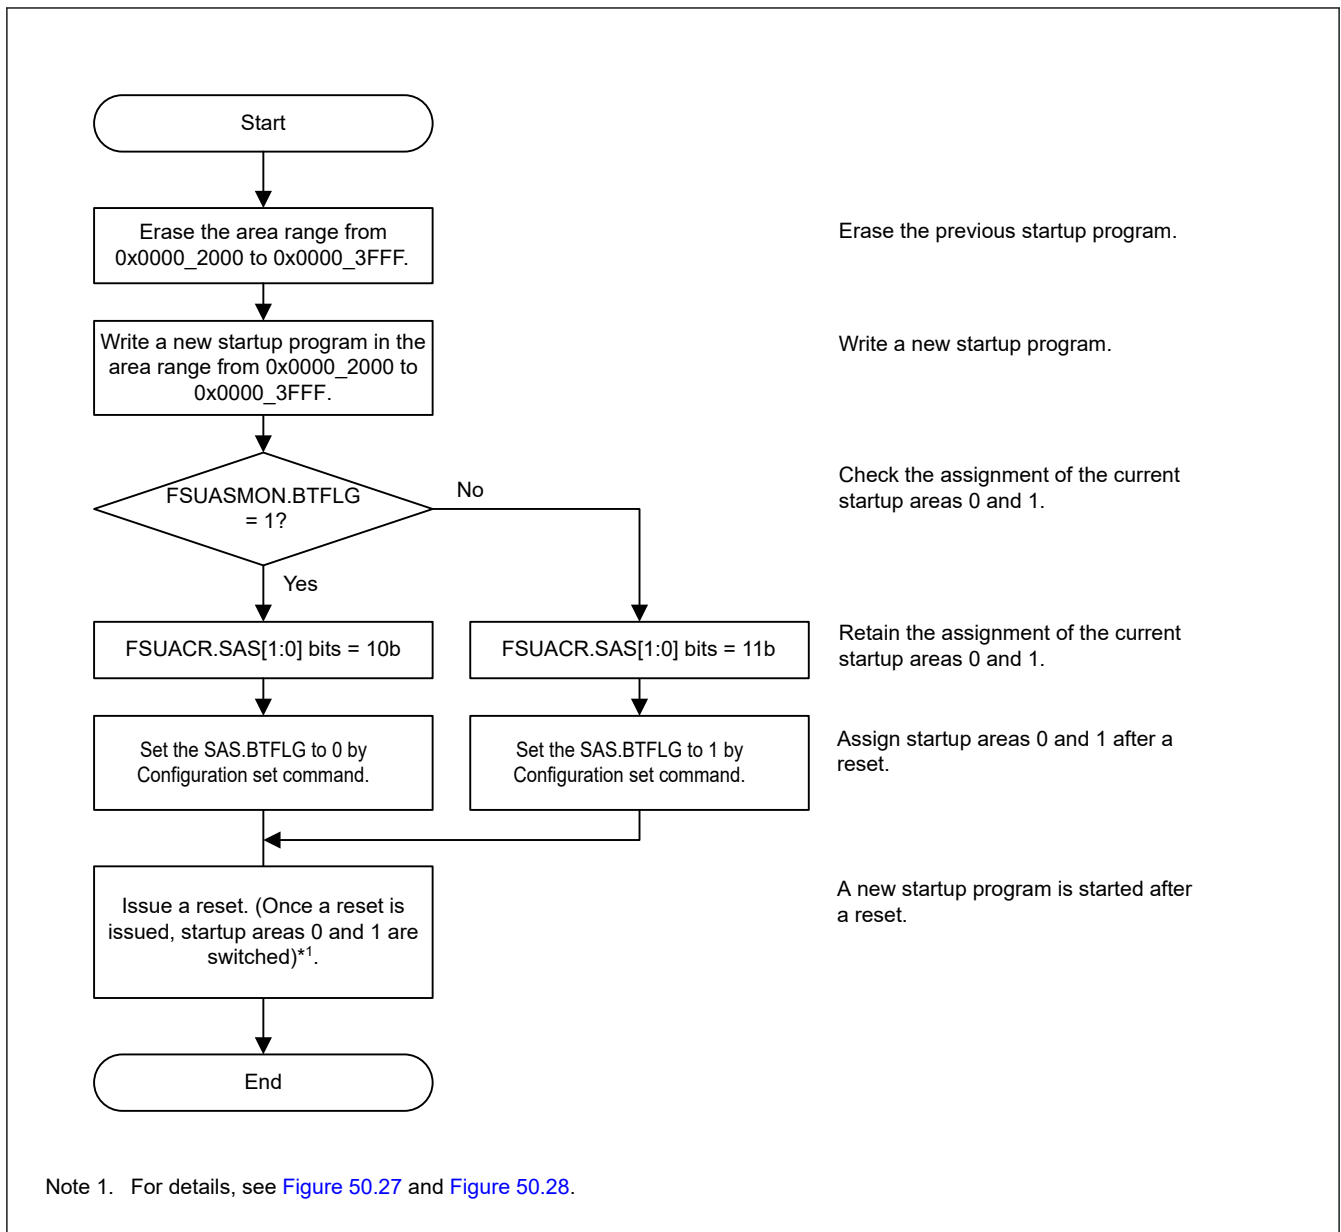 Start
Erase the area range from
0x0000_2000 to 0x0000_3FFF.
Erase the previous startup program.
Write a new startup program in the
area range from 0x0000_2000 to
0x0000_3FFF.
Write a new startup program.
FSUASMON.BTFLG
= 1?
No
Yes
Check the assignment of the current
startup areas 0 and 1.
FSUACR.SAS[1:0] bits = 10b
FSUACR.SAS[1:0] bits = 11b
Retain the assignment of the current
startup areas 0 and 1.
Set the SAS.BTFLG to 0 by
Configuration set command.
Set the SAS.BTFLG to 1 by
Configuration set command.
Assign startup areas 0 and 1 after a
reset.
Issue a reset. (Once a reset is
issued, startup areas 0 and 1 are
switched)*1.
A new startup program is started after
a reset.
End
Note 1. For details, see Figure 50.27 and Figure 50.28.